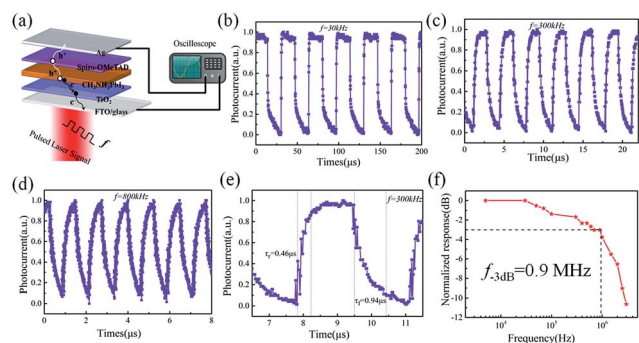 (a)
Ag
h⁺
Spiro-OMeTAD
h⁺
e⁻
CH₃NH₃PbI₃
e⁻
TiO₂
FTO/glass
Pulsed Laser Signal
f
Oscilloscope
(b)
f=30kHz
Photocurrent(a.u.)
1.0
0.8
0.6
0.4
0.2
0.0
0 50 100 150 200
Times(μs)
(c)
f=300kHz
Photocurrent(a.u.)
1.0
0.8
0.6
0.4
0.2
0.0
0 5 10 15 20
Times(μs)
(d)
f=800kHz
Photocurrent(a.u.)
1.0
0.8
0.6
0.4
0.2
0.0
0 2 4 6 8
Times(μs)
(e)
f=300kHz
Photocurrent(a.u.)
1.0
0.8
0.6
0.4
0.2
0.0
τᵣ=0.46μs
τf=0.94μs
7 8 9 10 11
Time(μs)
(f)
Normalized response(dB)
0
-2
-4
-6
-8
-10
-12
f-3dB=0.9 MHz
10⁴ 10⁵ 10⁶
Frequency(Hz)